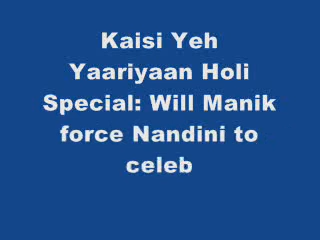 Kaisi Yeh
Yaariyaan Holi
Special: Will Manik
force Nandini to
celeb